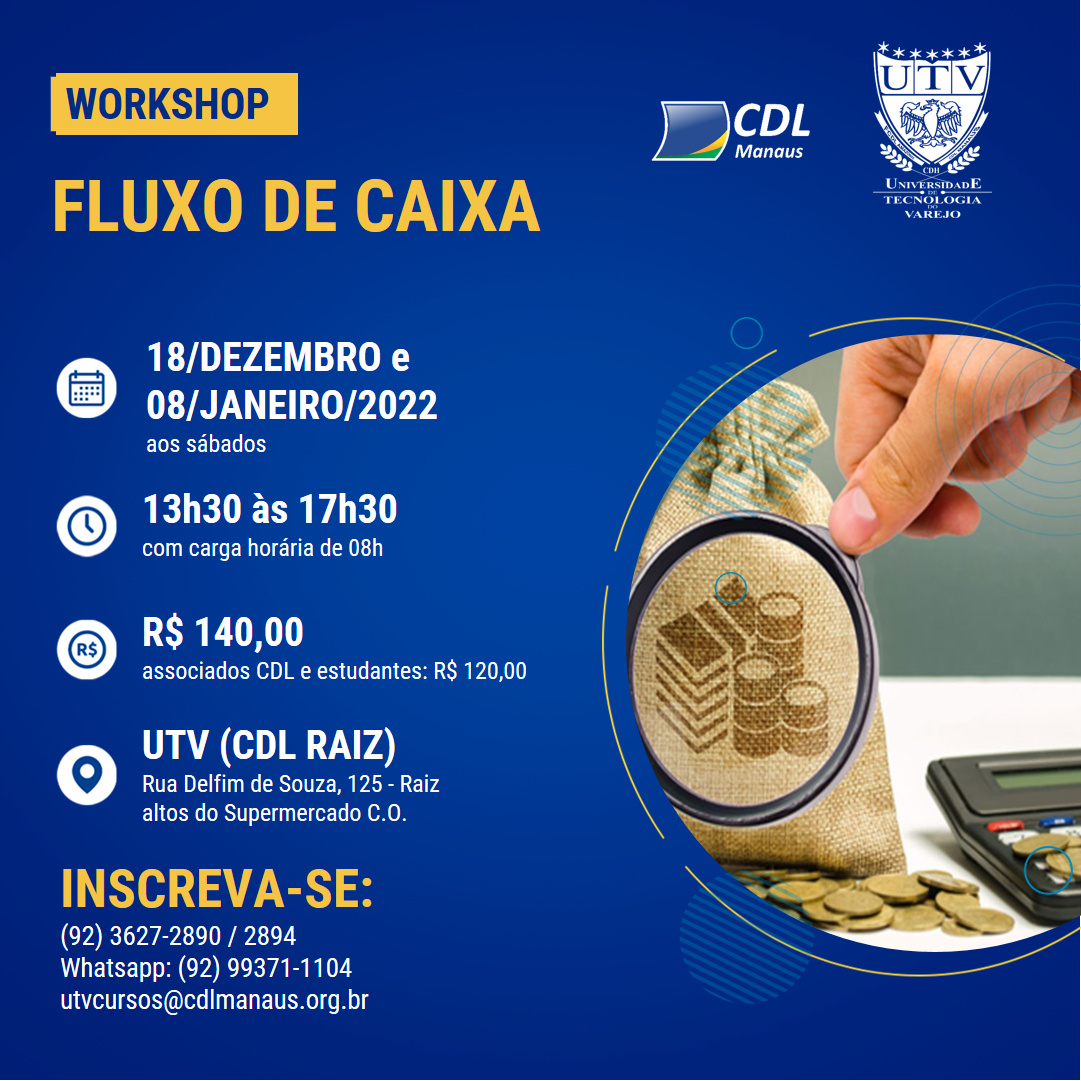 WORKSHOP
FLUXO DE CAIXA
CDL
Manaus
UTV
CDH
UNIVERSIDADE
DE
TECNOLOGIA
DO
VAREJO
18/DEZEMBRO e
08/JANEIRO/2022
aos sábados
13h30 às 17h30
com carga horária de 08h
R$
R$ 140,00
associados CDL e estudantes: R$ 120,00
UTV (CDL RAIZ)
Rua Delfim de Souza, 125 - Raiz
altos do Supermercado C.O.
INSCREVA-SE:
(92) 3627-2890 / 2894
Whatsapp: (92) 99371-1104
utvcursos@cdlmanaus.org.br